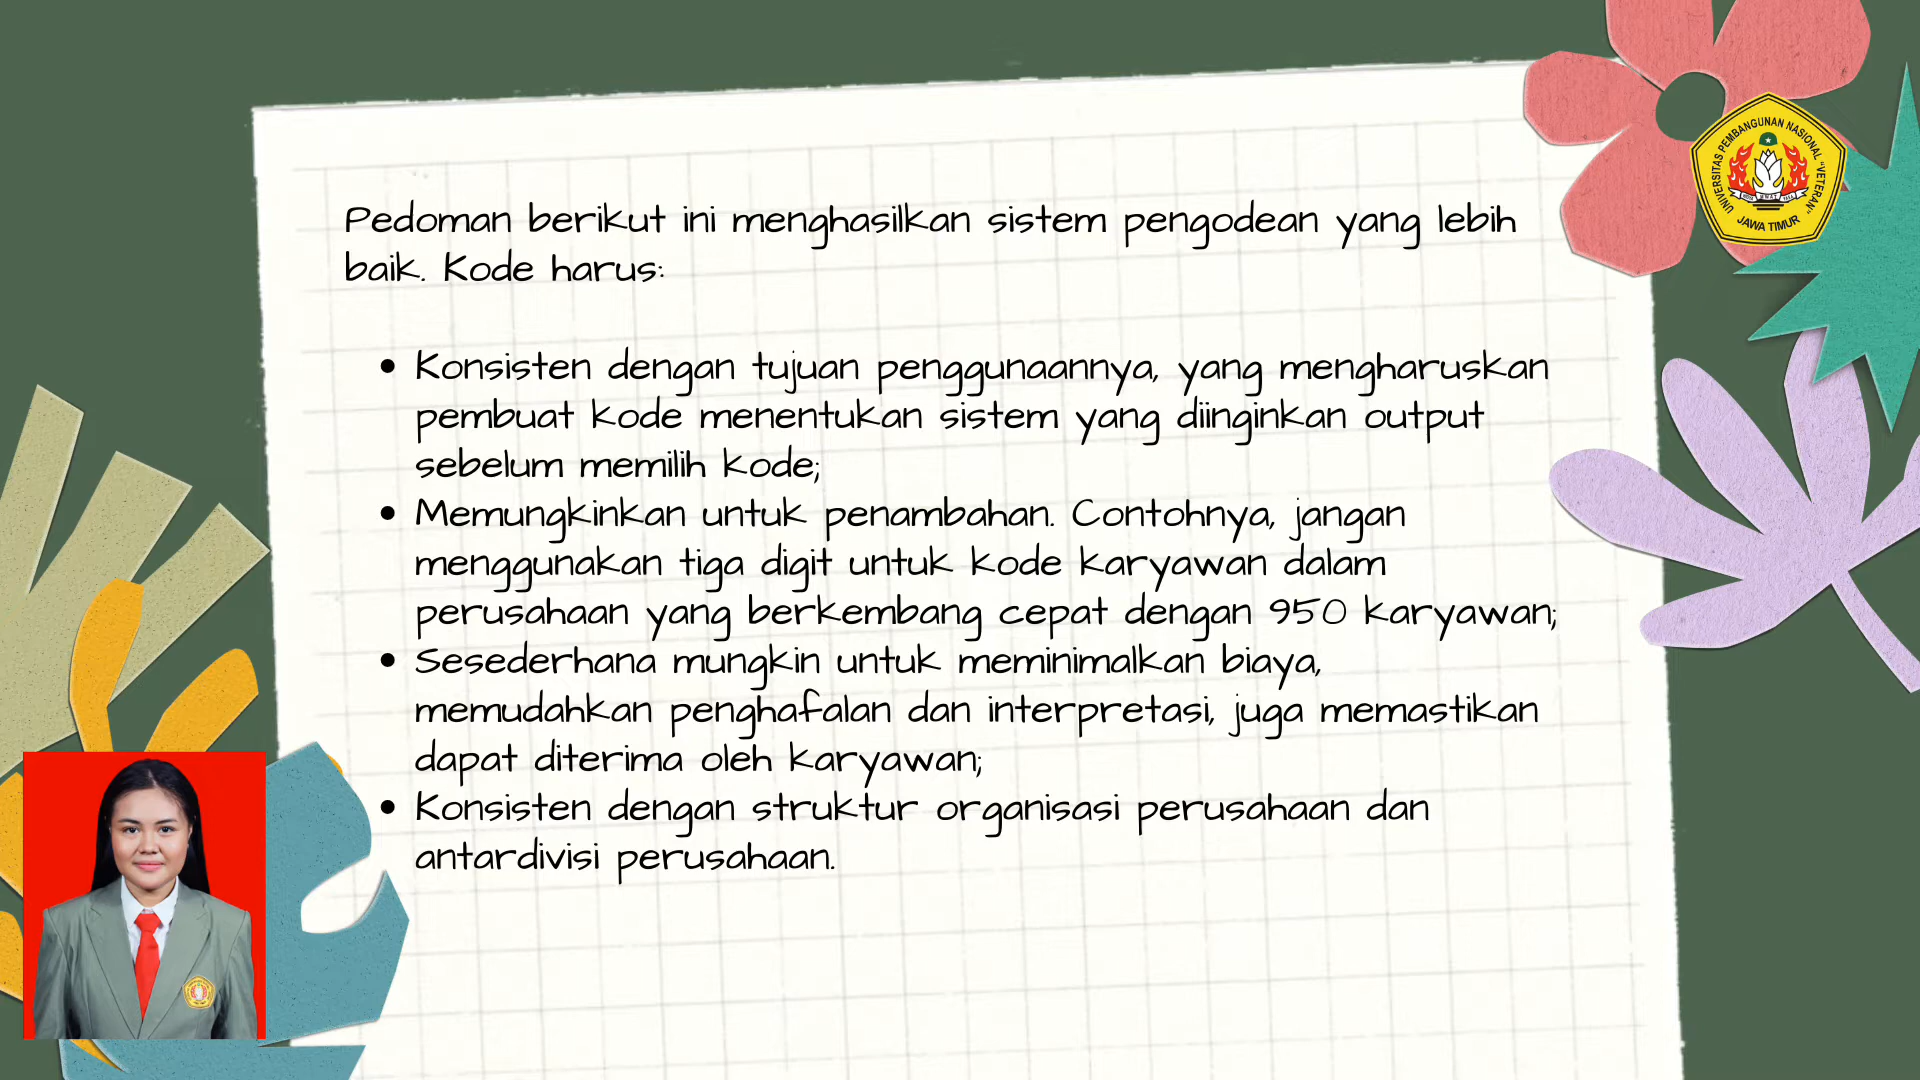 UNIVERSITAS PEMBANGUNAN NASIONAL "VETERAN"
JAWA TIMUR
Pedoman berikut ini menghasilkan sistem pengodean yang lebih
baik. Kode harus:
• Konsisten dengan tujuan penggunaannya, yang mengharuskan
pembuat kode menentukan sistem yang diinginkan output
sebelum memilih kode;
• Memungkinkan untuk penambahan. Contohnya, jangan
menggunakan tiga digit untuk kode karyawan dalam
perusahaan yang berkembang cepat dengan 950 karyawan;
• Sesederhana mungkin untuk meminimalkan biaya,
memudahkan penghafalan dan interpretasi, juga memastikan
dapat diterima oleh karyawan;
• Konsisten dengan struktur organisasi perusahaan dan
antardivisi perusahaan.